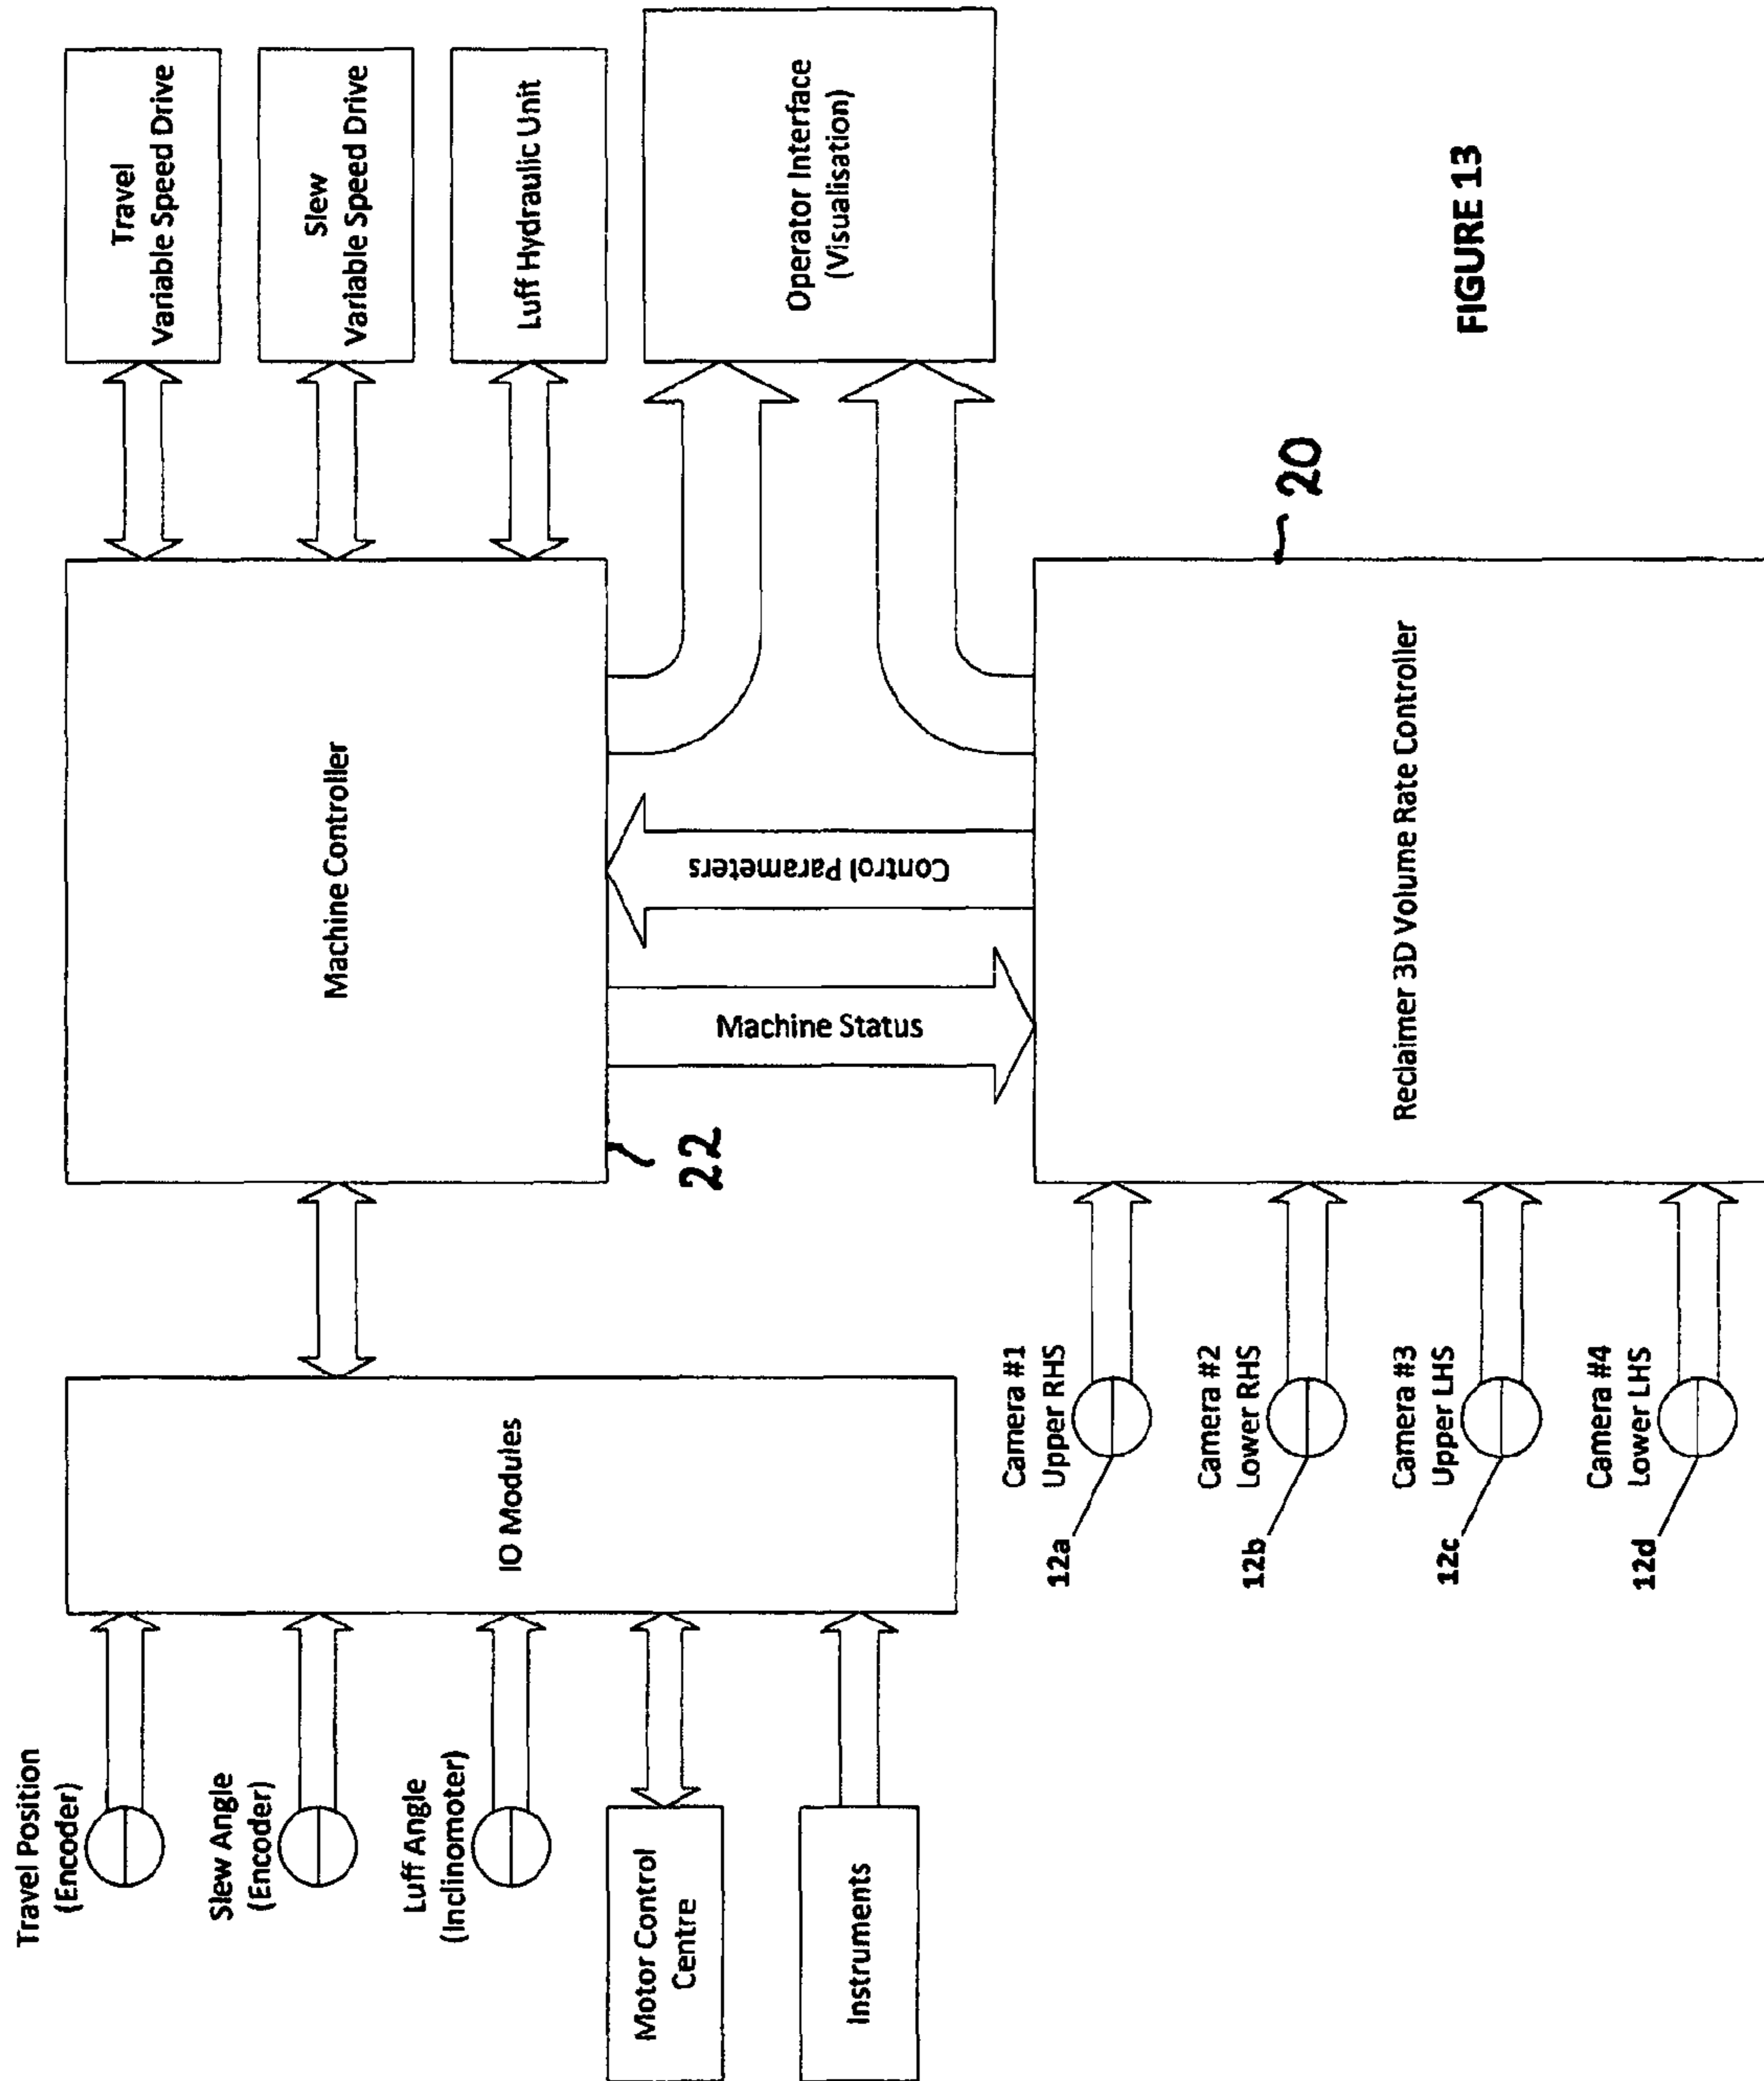 Travel Position
(Encoder)
Slew Angle
(Encoder)
Luff Angle
(Inclinomoter)
Motor Control
Centre
Instruments
IO Modules
Machine Controller
22
Travel
Variable Speed Drive
Slew
Variable Speed Drive
Luff Hydraulic Unit
Operator Interface
(Visualisation)
Machine Status
Control Parameters
Camera #1
Upper RHS
12a
Camera #2
Lower RHS
12b
Camera #3
Upper LHS
12c
Camera #4
Lower LHS
12d
Reclaimer 3D Volume Rate Controller
20
FIGURE 13